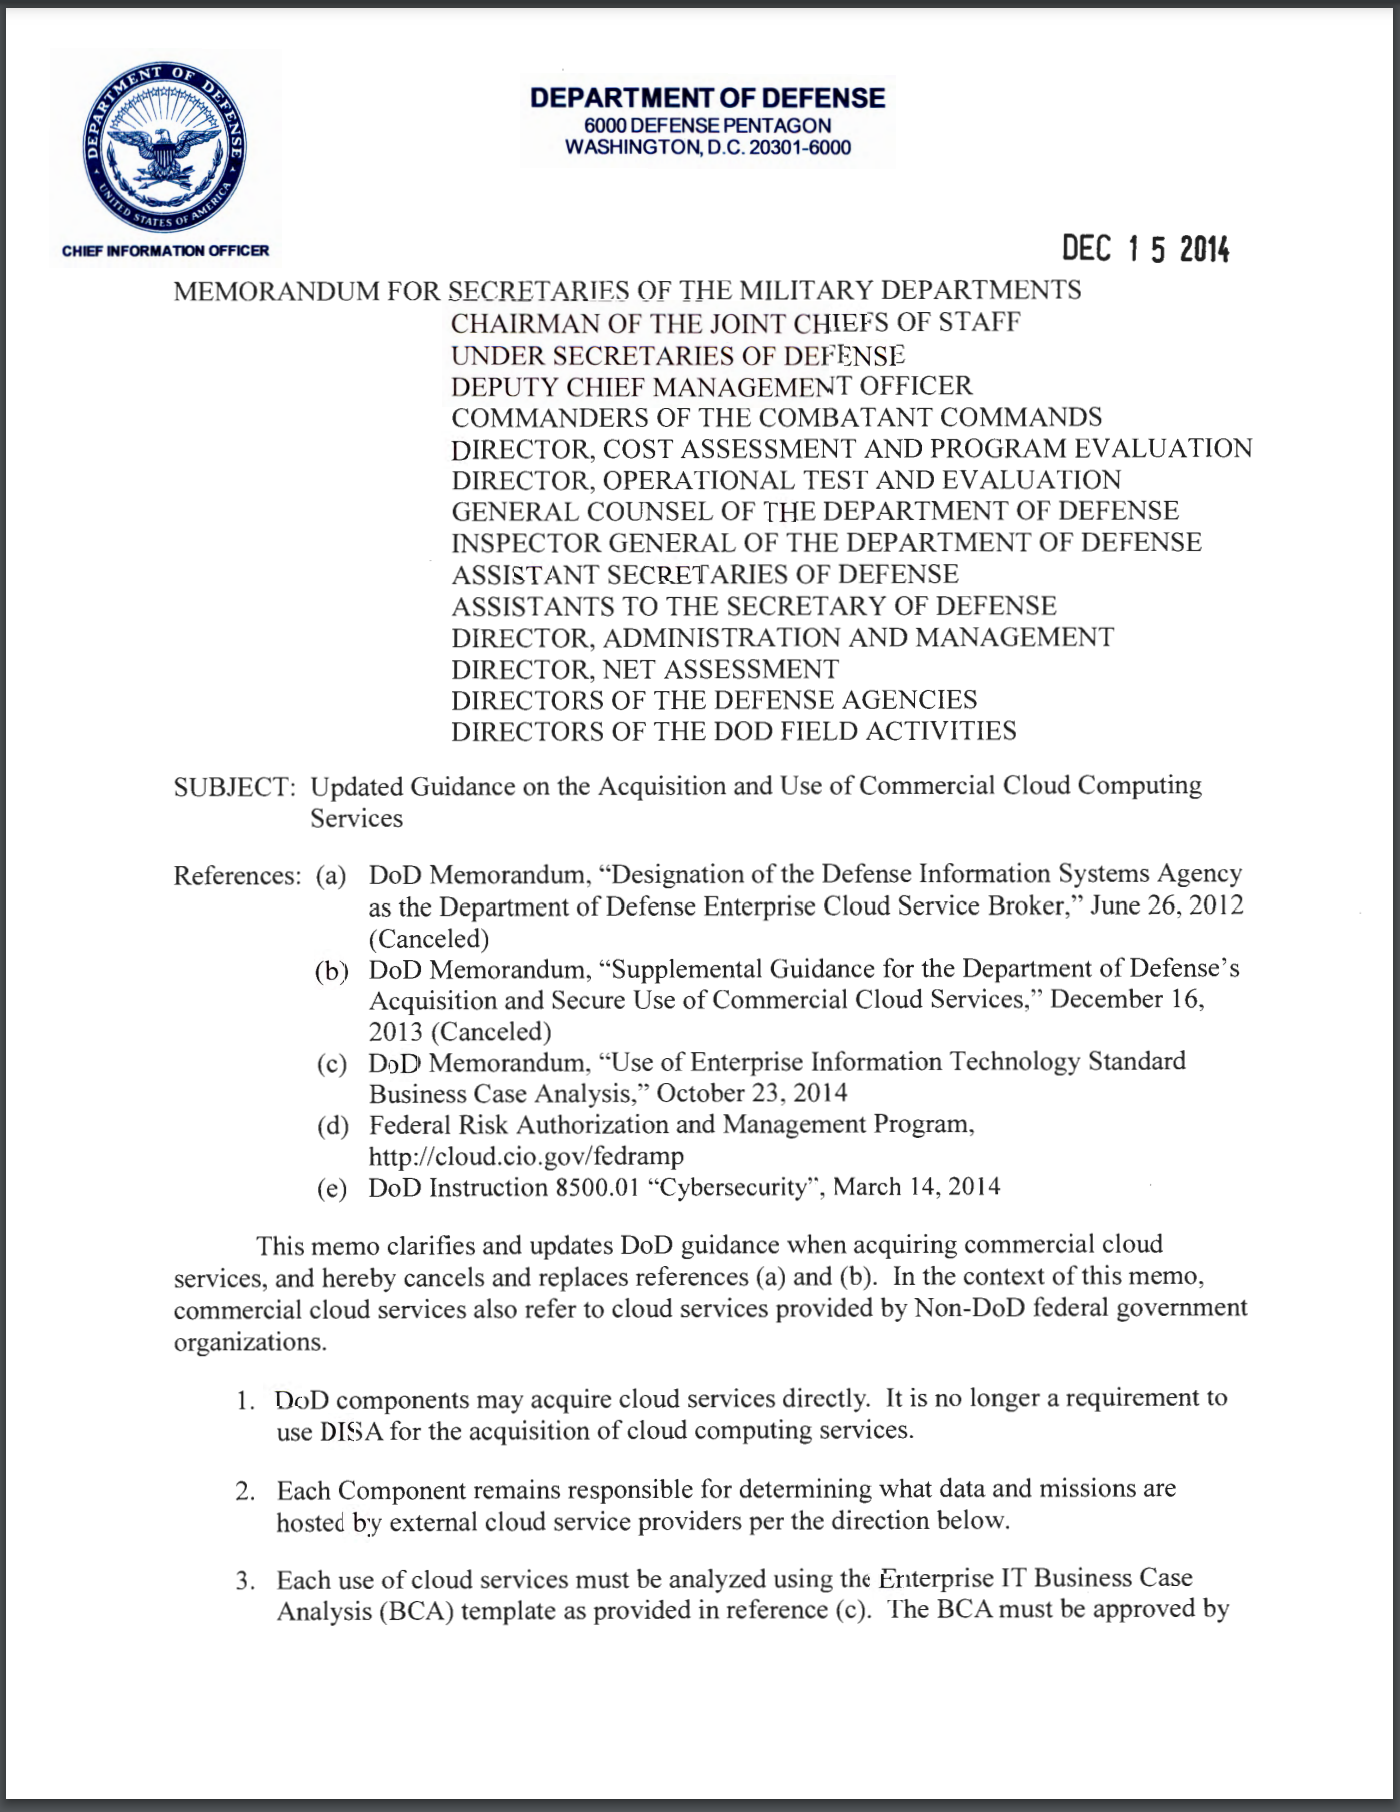 DEPARTMENT OF DEFENSE
UNITED STATES OF AMERICA
CHIEF INFORMATION OFFICER
DEPARTMENT OF DEFENSE
6000 DEFENSE PENTAGON
WASHINGTON, D.C. 20301-6000
DEC 15 2014
MEMORANDUM FOR SECRETARIES OF THE MILITARY DEPARTMENTS
CHAIRMAN OF THE JOINT CHIEFS OF STAFF
UNDER SECRETARIES OF DEFENSE
DEPUTY CHIEF MANAGEMENT OFFICER
COMMANDERS OF THE COMBATANT COMMANDS
DIRECTOR, COST ASSESSMENT AND PROGRAM EVALUATION
DIRECTOR, OPERATIONAL TEST AND EVALUATION
GENERAL COUNSEL OF THE DEPARTMENT OF DEFENSE
INSPECTOR GENERAL OF THE DEPARTMENT OF DEFENSE
ASSISTANT SECRETARIES OF DEFENSE
ASSISTANTS TO THE SECRETARY OF DEFENSE
DIRECTOR, ADMINISTRATION AND MANAGEMENT
DIRECTOR, NET ASSESSMENT
DIRECTORS OF THE DEFENSE AGENCIES
DIRECTORS OF THE DOD FIELD ACTIVITIES
SUBJECT: Updated Guidance on the Acquisition and Use of Commercial Cloud Computing
Services
References: (a) DoD Memorandum, “Designation of the Defense Information Systems Agency
as the Department of Defense Enterprise Cloud Service Broker,” June 26, 2012
(Canceled)
(b) DoD Memorandum, “Supplemental Guidance for the Department of Defense’s
Acquisition and Secure Use of Commercial Cloud Services,” December 16,
2013 (Canceled)
(c) DoD Memorandum, “Use of Enterprise Information Technology Standard
Business Case Analysis,” October 23, 2014
(d) Federal Risk Authorization and Management Program,
http://cloud.cio.gov/fedramp
(e) DoD Instruction 8500.01 “Cybersecurity”, March 14, 2014
This memo clarifies and updates DoD guidance when acquiring commercial cloud
services, and hereby cancels and replaces references (a) and (b). In the context of this memo,
commercial cloud services also refer to cloud services provided by Non-DoD federal government
organizations.
1. DoD components may acquire cloud services directly. It is no longer a requirement to
use DISA for the acquisition of cloud computing services.
2. Each Component remains responsible for determining what data and missions are
hosted by external cloud service providers per the direction below.
3. Each use of cloud services must be analyzed using the Enterprise IT Business Case
Analysis (BCA) template as provided in reference (c). The BCA must be approved by